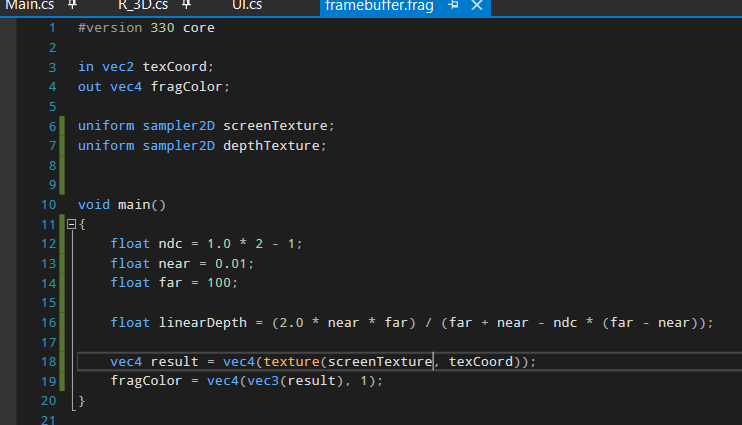 Main.cs R_3D.cs UI.cs framebuffer.frag
1 #version 330 core
2
3 in vec2 texCoord;
4 out vec4 fragColor;
5
6 uniform sampler2D screenTexture;
7 uniform sampler2D depthTexture;
8
9
10 void main()
11 {
12 float ndc = 1.0 * 2 - 1;
13 float near = 0.01;
14 float far = 100;
15
16 float linearDepth = (2.0 * near * far) / (far + near - ndc * (far - near));
17
18 vec4 result = vec4(texture(screenTexture, texCoord));
19 fragColor = vec4(vec3(result), 1);
20 }
21